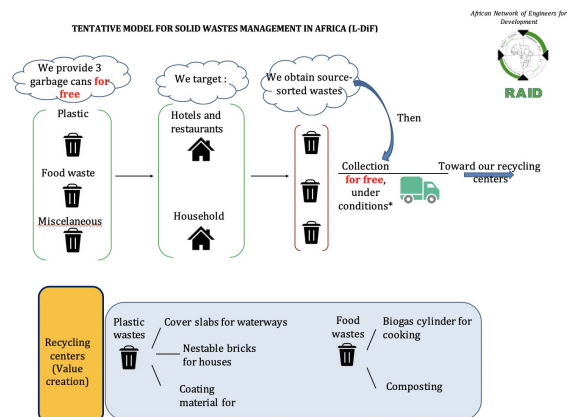 African Network of Engineers for
Development
TENTATIVE MODEL FOR SOLID WASTES MANAGEMENT IN AFRICA (L-DiF)
RAID
We provide 3
garbage cans for
free
We target :
We obtain source-
sorted wastes
Then
Plastic
Food waste
Miscelaneous
Hotels and
restaurants
Household
Collection
for free,
under
conditions*
Toward our recycling
centers
Recycling
centers
(Value
creation)
Plastic
wastes
Cover slabs for waterways
Nestable bricks
for houses
Coating
material for
Food
wastes
Biogas cylinder for
cooking
Composting